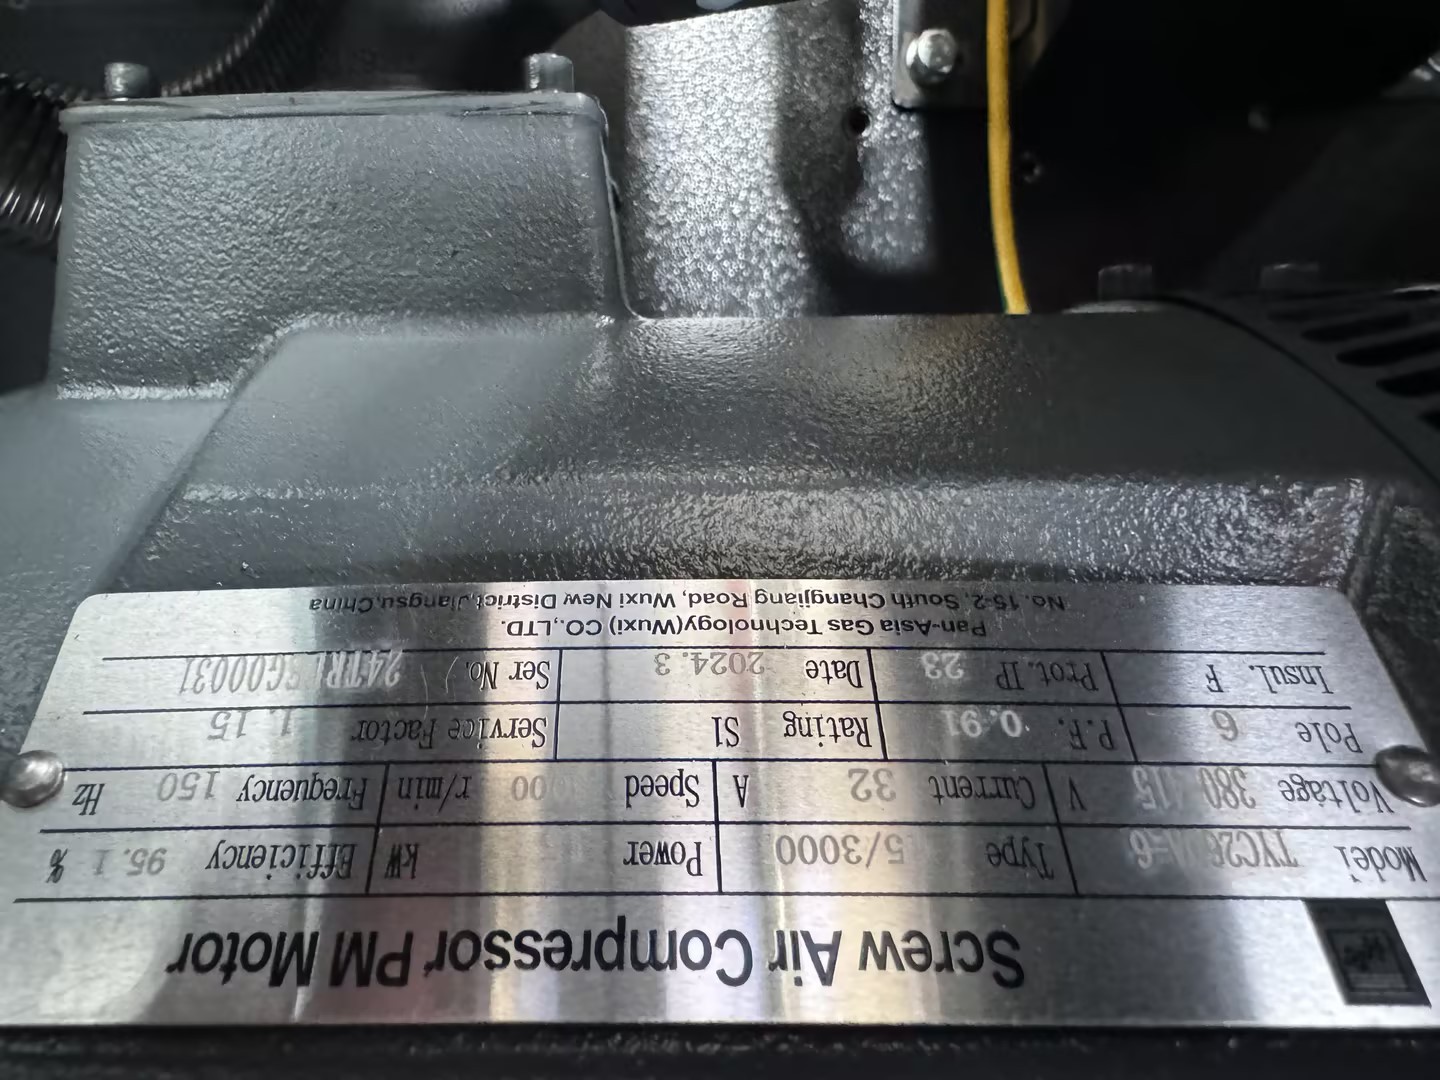 Screw Air Compressor PM Motor
Model Type 5/3000 Power kW Efficiency 95.1 %
Voltage V Current 32 A Speed r/min Frequency 150 Hz
Pole 6 P.F. 0.91 Rating S1 Service Factor 1.15
Insul. F Prot. IP 23 Date 2024.3 Ser No.
Pan-Asia Gas Technology(Wuxi) CO.,LTD.
No. 15-2, South Changjiang Road, Wuxi New District,Jiangsu,China